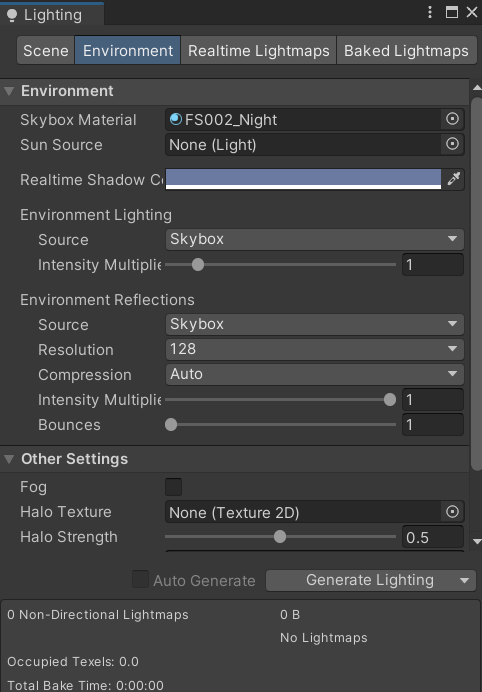 Lighting
Scene Environment Realtime Lightmaps Baked Lightmaps
Environment
Skybox Material FS002_Night
Sun Source None (Light)
Realtime Shadow Co
Environment Lighting
Source Skybox
Intensity Multiplie 1
Environment Reflections
Source Skybox
Resolution 128
Compression Auto
Intensity Multiplie 1
Bounces 1
Other Settings
Fog
Halo Texture None (Texture 2D)
Halo Strength 0.5
Auto Generate Generate Lighting
0 Non-Directional Lightmaps 0 B
No Lightmaps
Occupied Texels: 0.0
Total Bake Time: 0:00:00